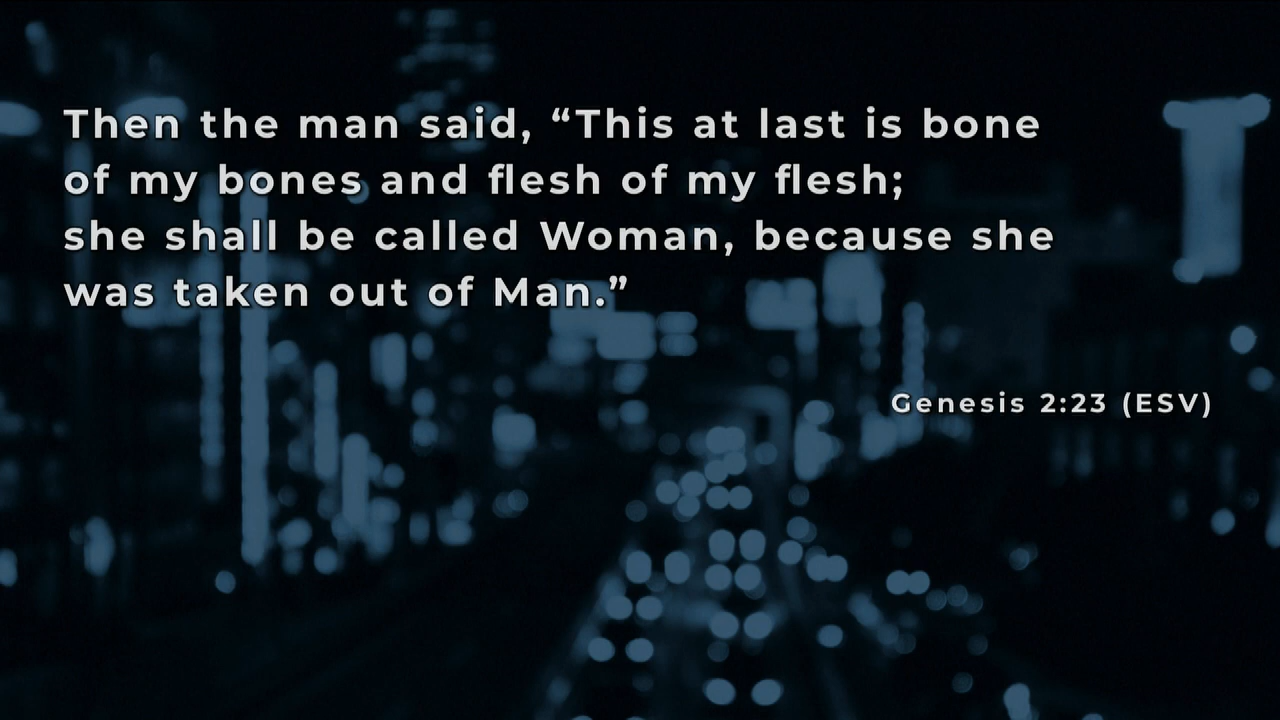 Then the man said, “This at last is bone
of my bones and flesh of my flesh;
she shall be called Woman, because she
was taken out of Man.”
Genesis 2:23 (ESV)